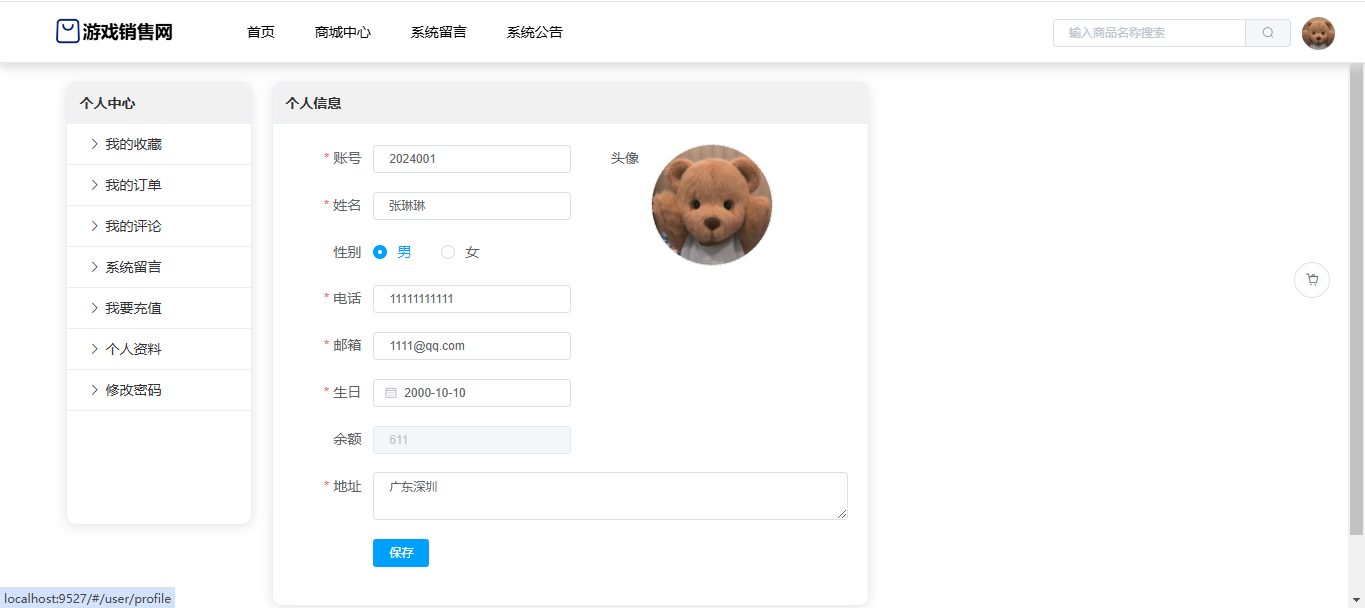 游戏销售网 首页 商城中心 系统留言 系统公告 输入商品名称搜索
个人中心
我的收藏
我的订单
我的评论
系统留言
我要充值
个人资料
修改密码
个人信息
* 账号 2024001 头像
* 姓名 张琳琳
性别 男 女
* 电话 11111111111
* 邮箱 1111@qq.com
* 生日 2000-10-10
余额 611
* 地址 广东深圳
保存
localhost:9527/#/user/profile